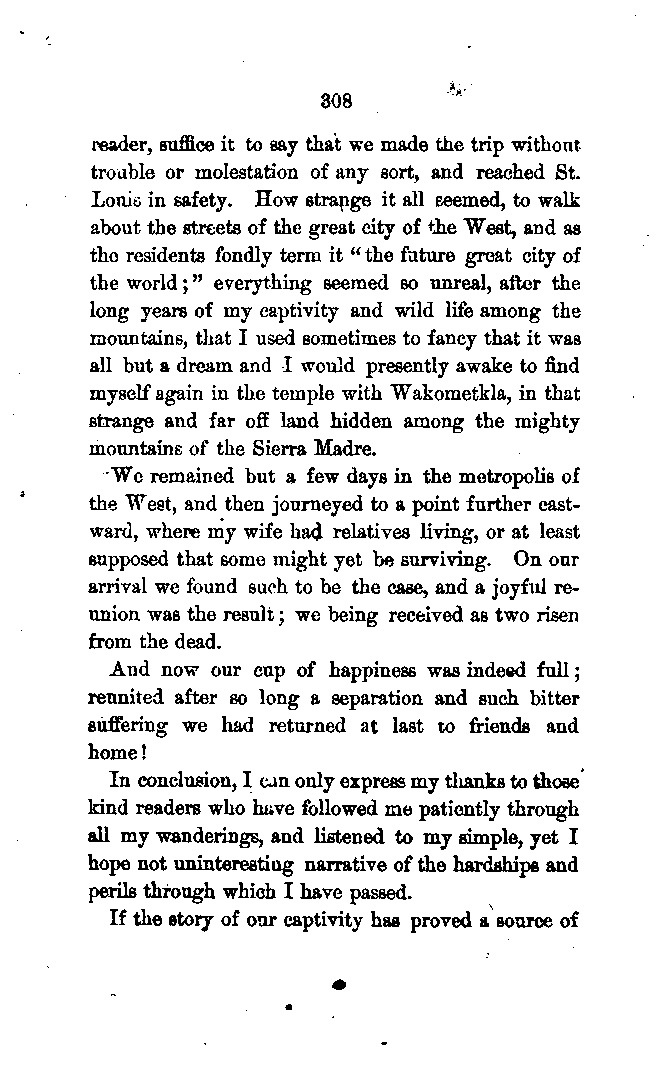 308
reader, suffice it to say that we made the trip without
trouble or molestation of any sort, and reached St.
Louis in safety. How strange it all seemed, to walk
about the streets of the great city of the West, and as
the residents fondly term it "the future great city of
the world;" everything seemed so unreal, after the
long years of my captivity and wild life among the
mountains, that I used sometimes to fancy that it was
all but a dream and I would presently awake to find
myself again in the temple with Wakometkla, in that
strange and far off land hidden among the mighty
mountains of the Sierra Madre.
We remained but a few days in the metropolis of
the West, and then journeyed to a point further east-
ward, where my wife had relatives living, or at least
supposed that some might yet be surviving. On our
arrival we found such to be the case, and a joyful re-
union was the result; we being received as two risen
from the dead.
And now our cup of happiness was indeed full;
reunited after so long a separation and such bitter
suffering we had returned at last to friends and
home!
In conclusion, I can only express my thanks to those
kind readers who have followed me patiently through
all my wanderings, and listened to my simple, yet I
hope not uninteresting narrative of the hardships and
perils through which I have passed.
If the story of our captivity has proved a source of